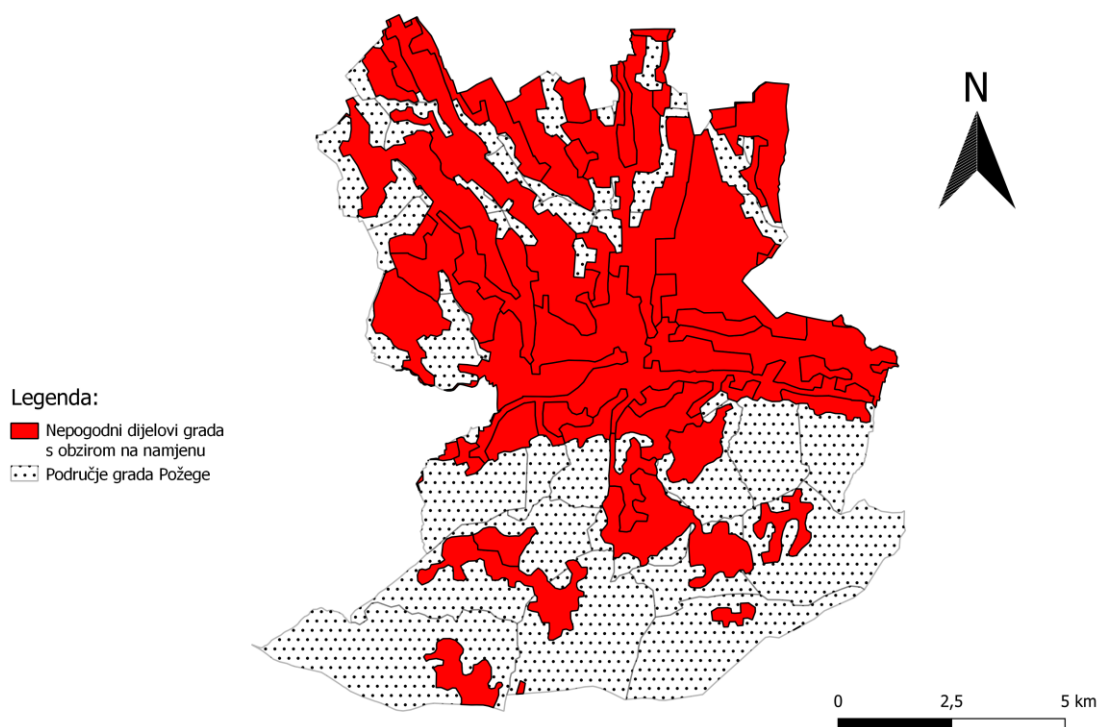 N
Legenda:
Nepogodni dijelovi grada
s obzirom na namjenu
Područje grada Požege
0 2,5 5 km